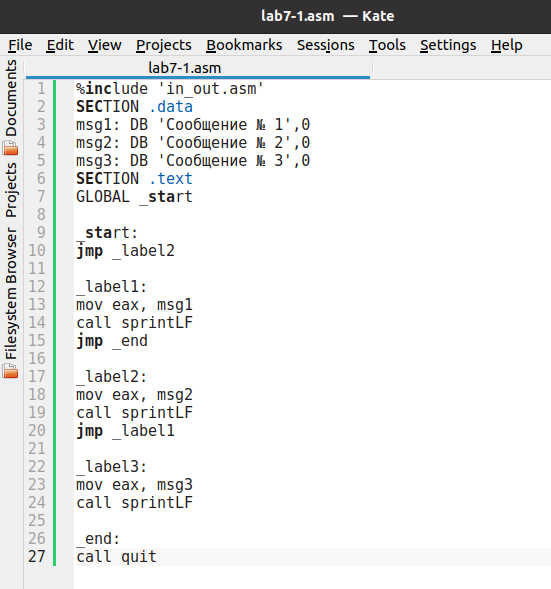 lab7-1.asm — Kate
File Edit View Projects Bookmarks Sessions Tools Settings Help
lab7-1.asm
Documents
Projects
Filesystem Browser
1 %include 'in_out.asm'
2 SECTION .data
3 msg1: DB 'Сообщение № 1',0
4 msg2: DB 'Сообщение № 2',0
5 msg3: DB 'Сообщение № 3',0
6 SECTION .text
7 GLOBAL _start
8
9 _start:
10 jmp _label2
11
12 _label1:
13 mov eax, msg1
14 call sprintLF
15 jmp _end
16
17 _label2:
18 mov eax, msg2
19 call sprintLF
20 jmp _label1
21
22 _label3:
23 mov eax, msg3
24 call sprintLF
25
26 _end:
27 call quit